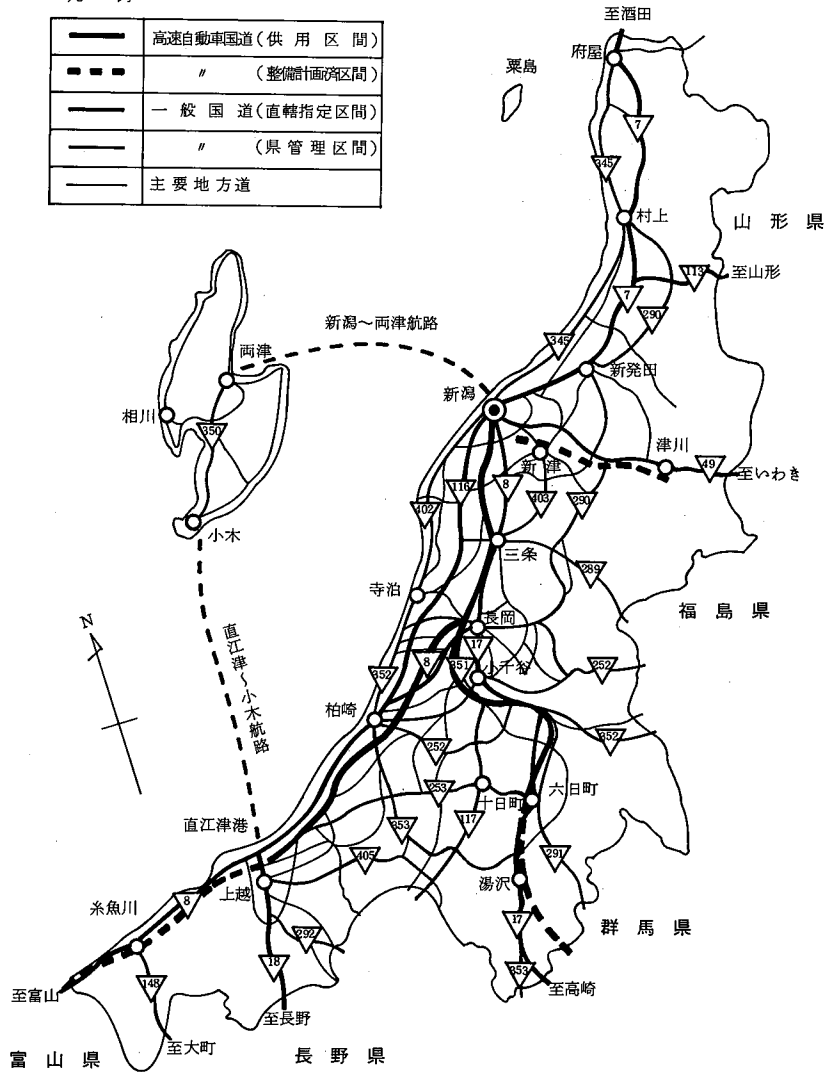 高速自動車国道(供用区間)
〃 (整備計画済区間)
一般国道(直轄指定区間)
〃 (県管理区間)
主要地方道
至酒田
府屋
粟島
7
345
村上
山形県
113
至山形
7
290
345
新潟～両津航路
両津
新発田
新潟
相川
350
新津
津川
49
至いわき
116
8
403
290
402
小木
三条
289
寺泊
福島県
長岡
N
17
8
351
小千谷
252
352
直江津～小木航路
柏崎
352
252
253
十日町
六日町
直江津港
353
117
405
291
上越
湯沢
糸魚川
8
群馬県
292
17
18
353
至高崎
148
至富山
至長野
至大町
富山県
長野県